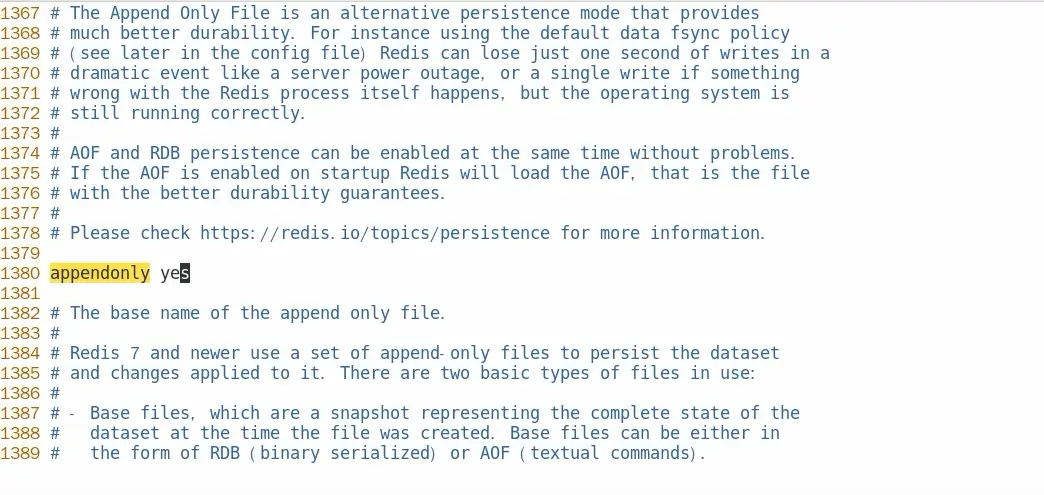 1367 # The Append Only File is an alternative persistence mode that provides
1368 # much better durability. For instance using the default data fsync policy
1369 # (see later in the config file) Redis can lose just one second of writes in a
1370 # dramatic event like a server power outage, or a single write if something
1371 # wrong with the Redis process itself happens, but the operating system is
1372 # still running correctly.
1373 #
1374 # AOF and RDB persistence can be enabled at the same time without problems.
1375 # If the AOF is enabled on startup Redis will load the AOF, that is the file
1376 # with the better durability guarantees.
1377 #
1378 # Please check https://redis.io/topics/persistence for more information.
1379
1380 appendonly yes
1381
1382 # The base name of the append only file.
1383 #
1384 # Redis 7 and newer use a set of append-only files to persist the dataset
1385 # and changes applied to it. There are two basic types of files in use:
1386 #
1387 # - Base files, which are a snapshot representing the complete state of the
1388 #   dataset at the time the file was created. Base files can be either in
1389 #   the form of RDB (binary serialized) or AOF (textual commands).